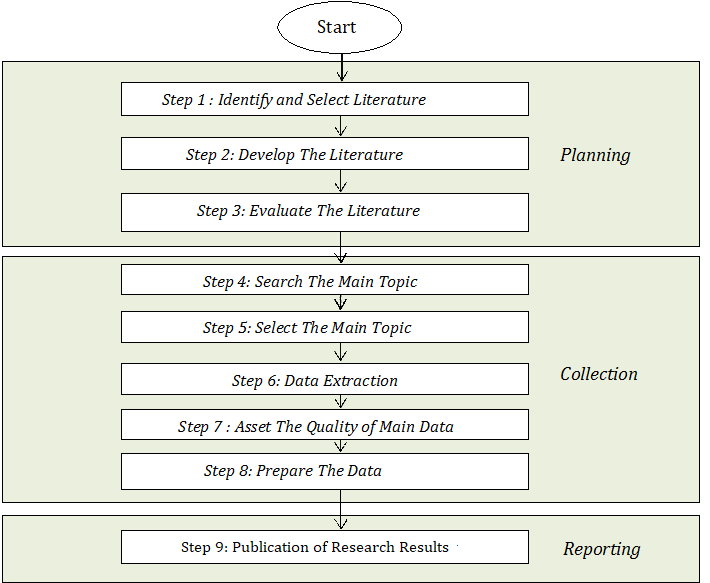 Start
Step 1 : Identify and Select Literature
Step 2: Develop The Literature
Planning
Step 3: Evaluate The Literature
Step 4: Search The Main Topic
Step 5: Select The Main Topic
Collection
Step 6: Data Extraction
Step 7 : Asset The Quality of Main Data
Step 8: Prepare The Data
Step 9: Publication of Research Results
Reporting